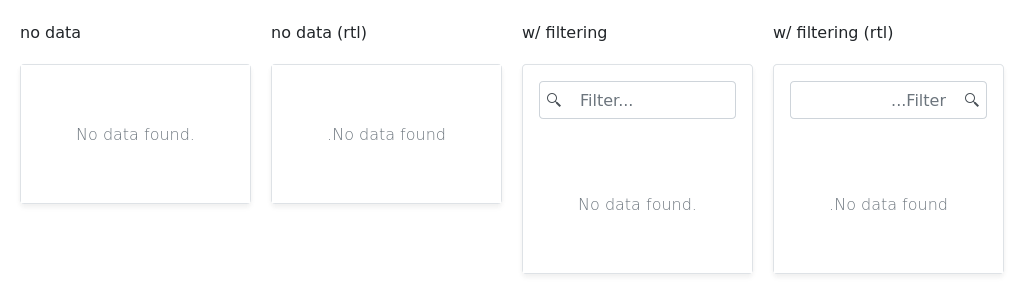 no data
No data found.
no data (rtl)
.No data found
w/ filtering
Filter...
No data found.
w/ filtering (rtl)
...Filter
.No data found